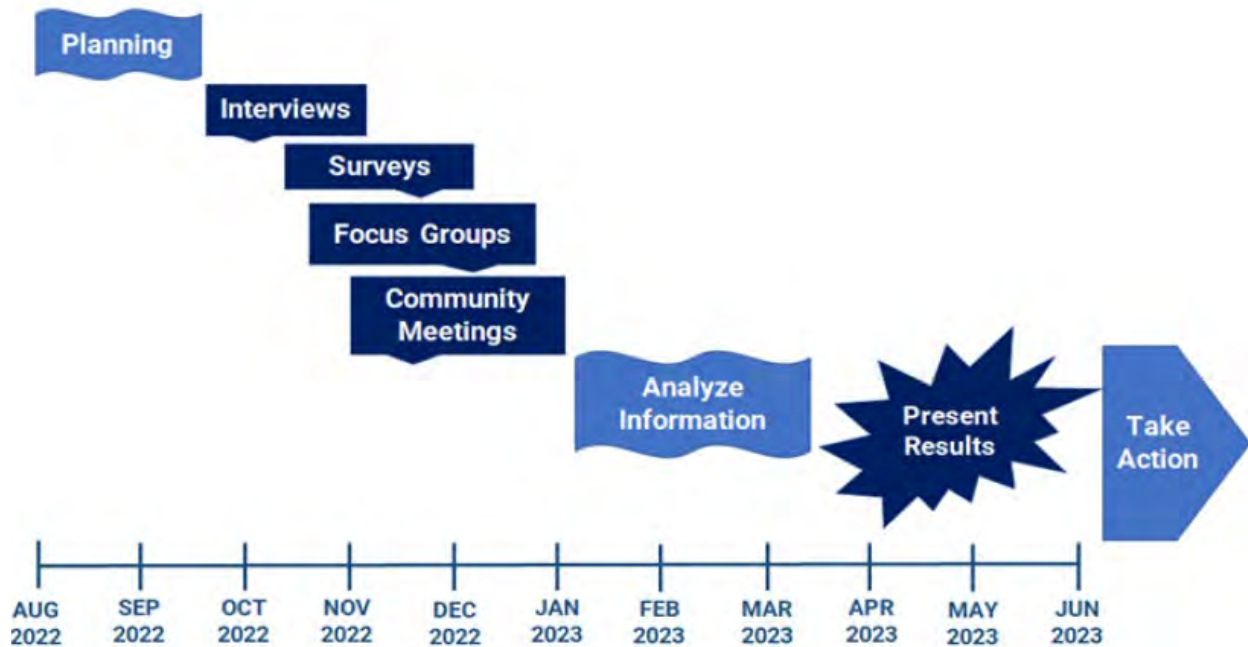 Planning
Interviews
Surveys
Focus Groups
Community
Meetings
Analyze
Information
Present
Results
Take
Action
AUG
2022
SEP
2022
OCT
2022
NOV
2022
DEC
2022
JAN
2023
FEB
2023
MAR
2023
APR
2023
MAY
2023
JUN
2023